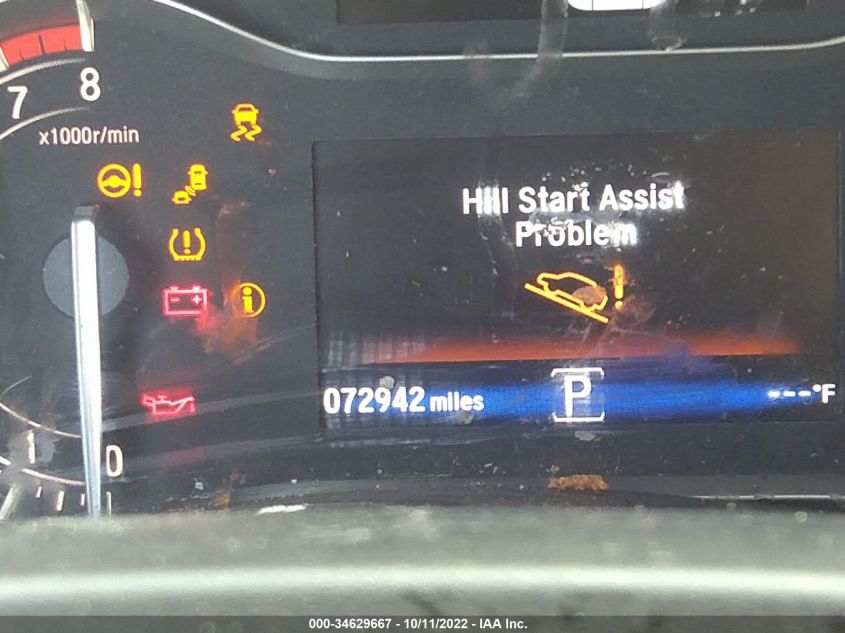 8
7
x1000r/min
Hill Start Assist
Problem
072942 miles
P
---°F
1
0
000-34629667 - 10/11/2022 - IAA Inc.